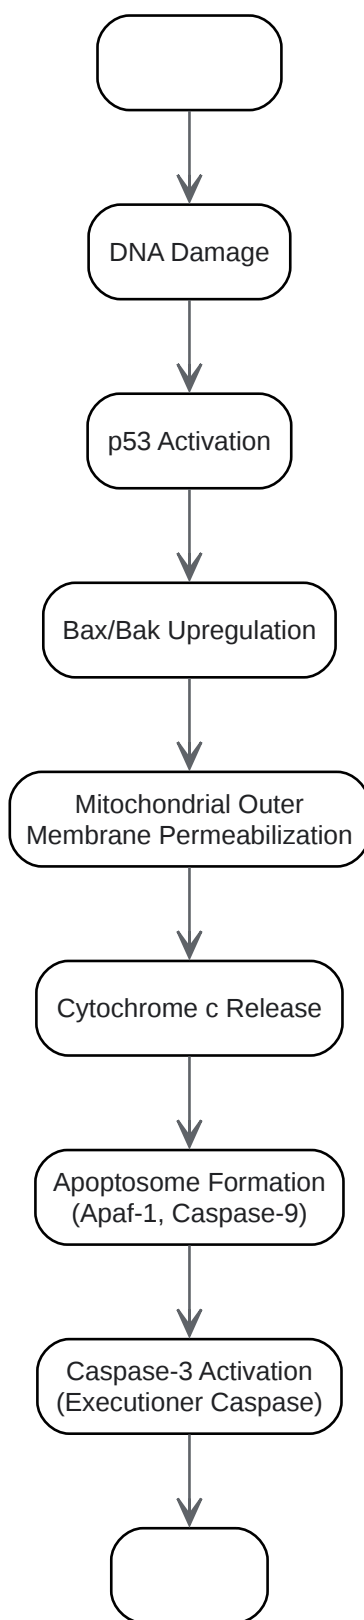 DNA Damage
p53 Activation
Bax/Bak Upregulation
Mitochondrial Outer
Membrane Permeabilization
Cytochrome c Release
Apoptosome Formation
(Apaf-1, Caspase-9)
Caspase-3 Activation
(Executioner Caspase)